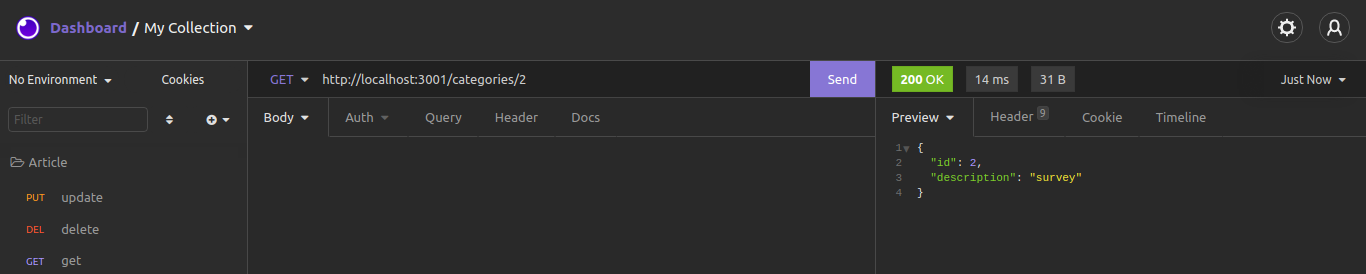 Dashboard / My Collection
No Environment Cookies
GET http://localhost:3001/categories/2 Send
200 OK 14 ms 31 B Just Now
Filter
Body Auth Query Header Docs
Preview Header 9 Cookie Timeline
Article
PUT update
DEL delete
GET get
1 {
2 "id": 2,
3 "description": "survey"
4 }